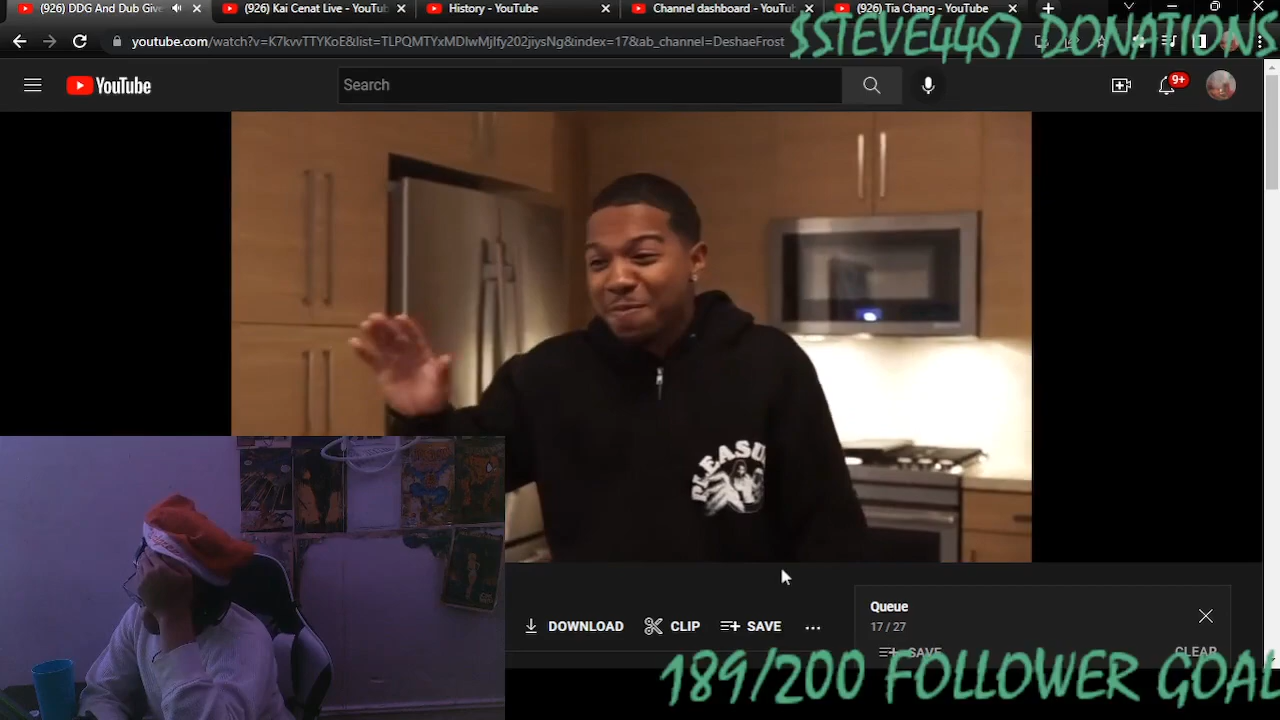 (926) DDG And Dub Give
(926) Kai Cenat Live - YouTub
History - YouTube
Channel dashboard - YouTub
(926) Tia Chang - YouTube
youtube.com/watch?v=K7kvvTTYKoE&list=TLPQMTYxMDIwMjIfy202jiysNg&index=17&ab_channel=DeshaeFrost
$STEVE4467 DONATIONS
YouTube
Search
9+
PLEASU
DOWNLOAD
CLIP
SAVE
Queue
17 / 27
SAVE
CLEAR
189/200 FOLLOWER GOAL